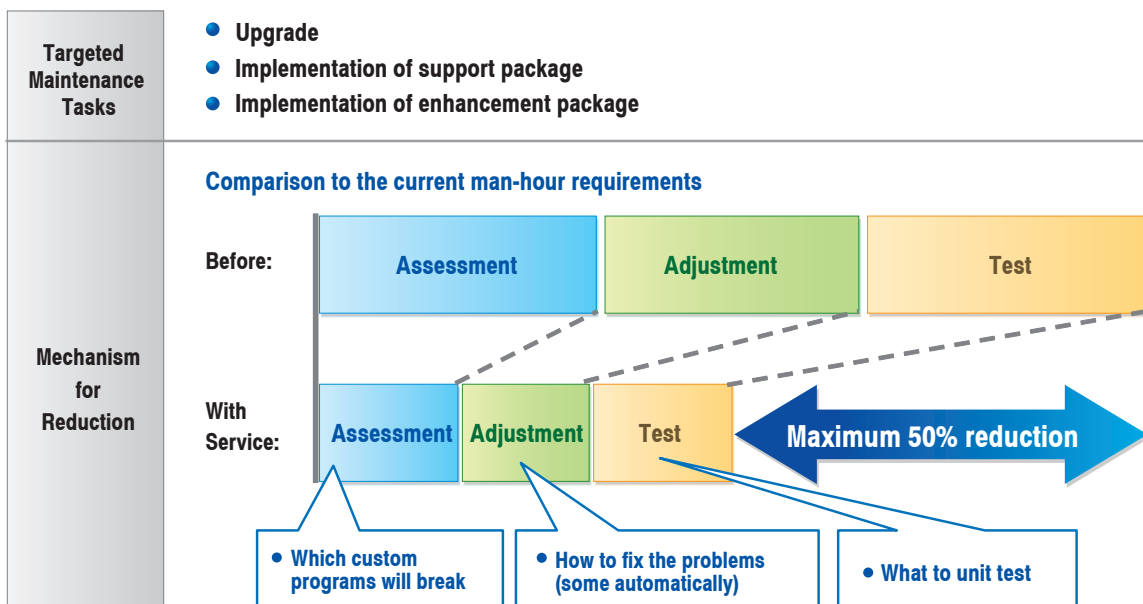 Targeted
Maintenance
Tasks
Upgrade
Implementation of support package
Implementation of enhancement package
Mechanism
for
Reduction
Comparison to the current man-hour requirements
Before:
Assessment
Adjustment
Test
With
Service:
Assessment
Adjustment
Test
Maximum 50% reduction
Which custom
programs will break
How to fix the problems
(some automatically)
What to unit test